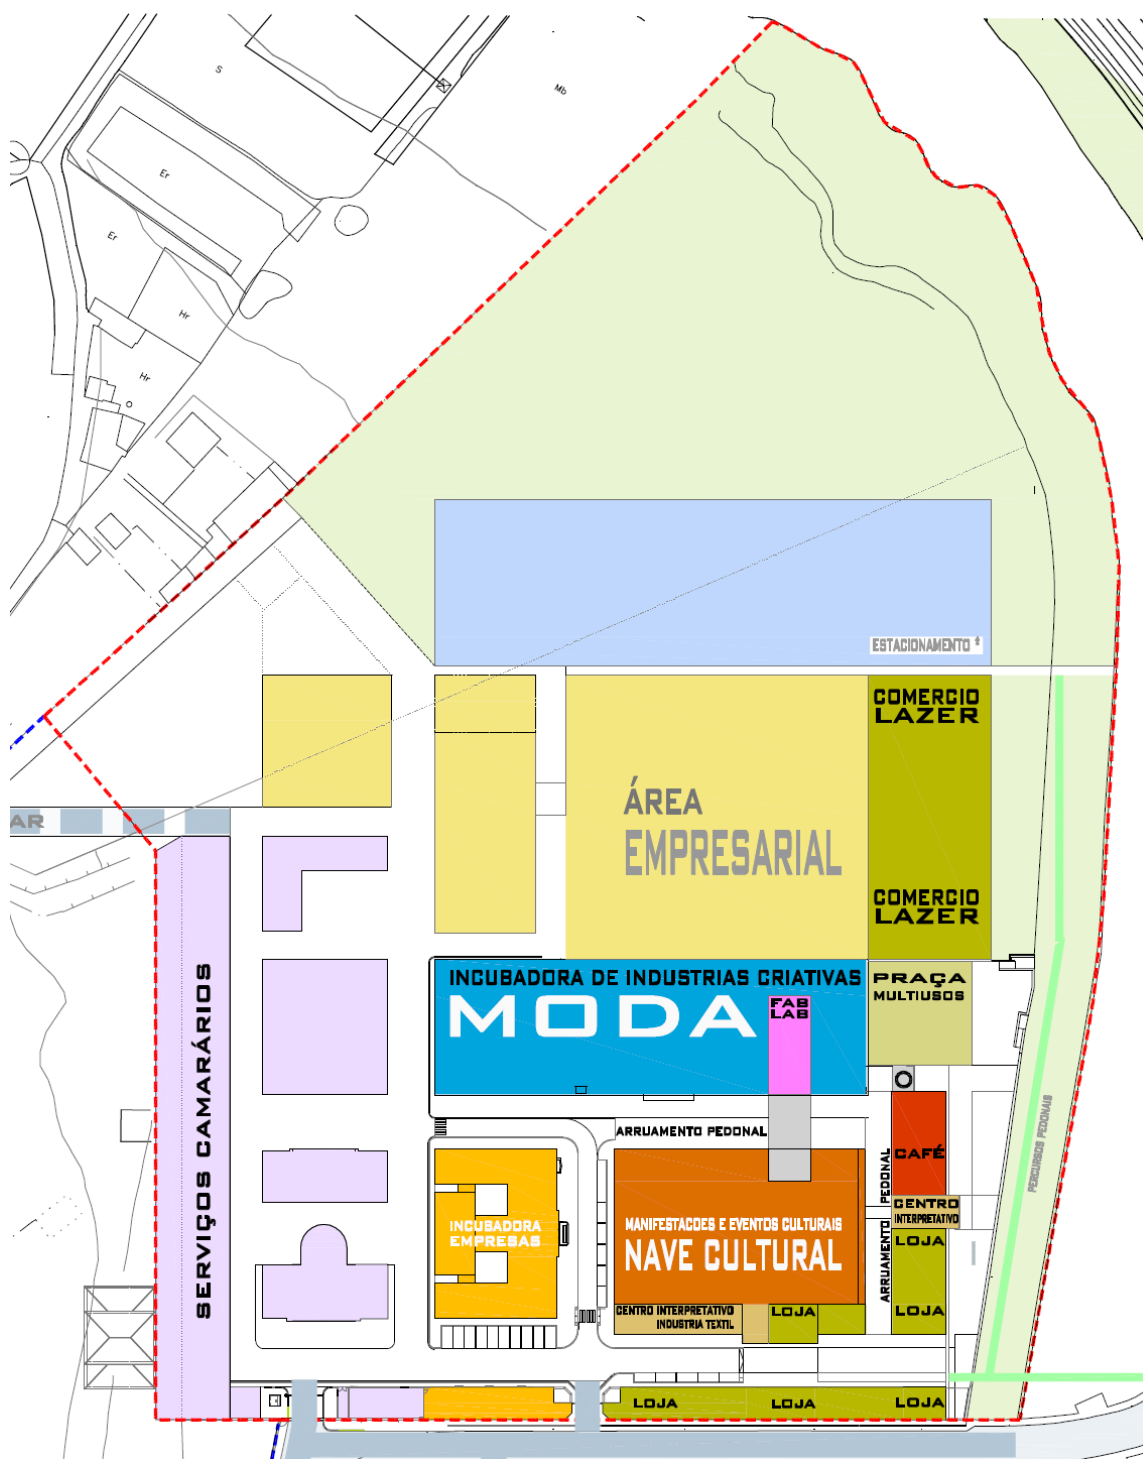 S
Mb
Er
Er
Hr
Hr
O
ESTACIONAMENTO *
COMERCIO
LAZER
ÁREA
EMPRESARIAL
AR
COMERCIO
LAZER
INCUBADORA DE INDUSTRIAS CRIATIVAS
MODA
FAB
LAB
PRAÇA
MULTIUSOS
SERVIÇOS CAMARÁRIOS
PERCURSOS PEDONAIS
ARRUAMENTO PEDONAL
ARRUAMENTO PEDONAL
CAFÉ
CENTRO
INTERPRETATIVO
INCUBADORA
EMPRESAS
MANIFESTACOES E EVENTOS CULTURAIS
NAVE CULTURAL
LOJA
LOJA
CENTRO INTERPRETATIVO
INDUSTRIA TEXTIL
LOJA
LOJA
LOJA
LOJA